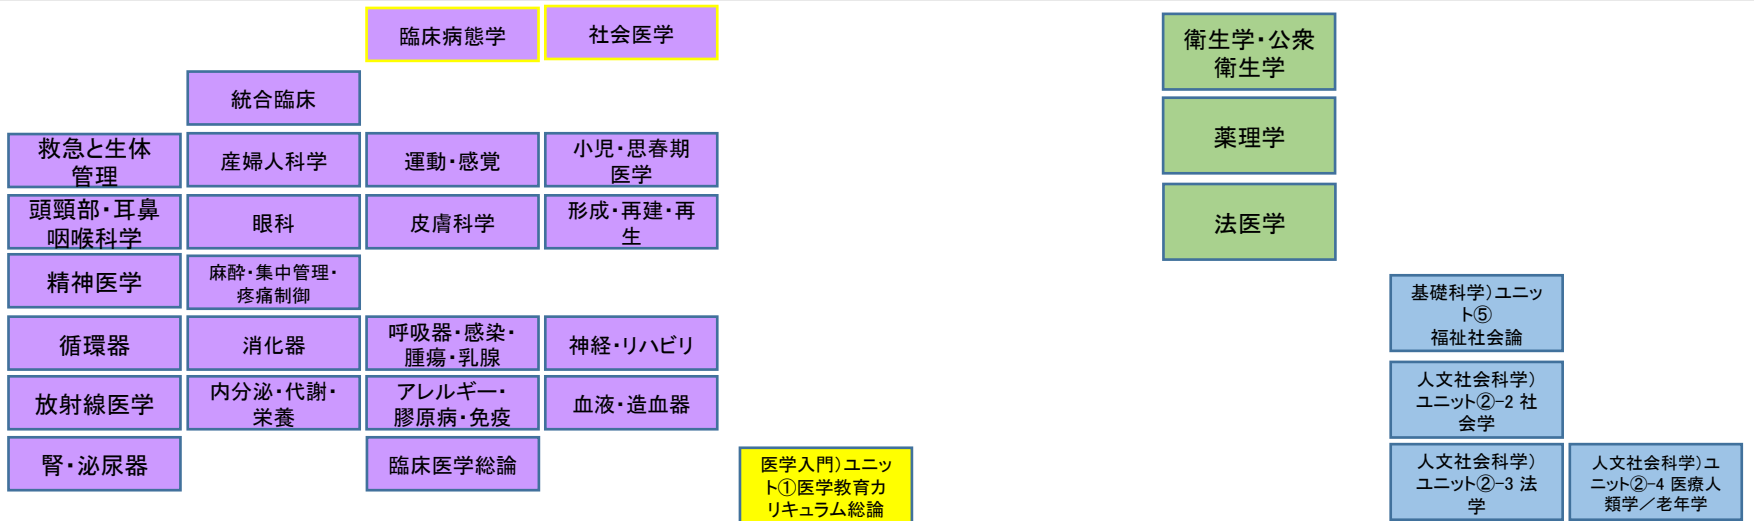 臨床病態学
社会医学
衛生学・公衆
衛生学
統合臨床
薬理学
救急と生体
管理
産婦人科学
運動・感覚
小児・思春期
医学
頭頸部・耳鼻
咽喉科学
眼科
皮膚科学
形成・再建・再
生
法医学
精神医学
麻酔・集中管理・
疼痛制御
基礎科学)ユニッ
ト⑤
福祉社会論
循環器
消化器
呼吸器・感染・
腫瘍・乳腺
神経・リハビリ
放射線医学
内分泌・代謝・
栄養
アレルギー・
膠原病・免疫
血液・造血器
人文社会科学)
ユニット②-2 社
会学
腎・泌尿器
臨床医学総論
医学入門)ユニッ
ト①医学教育カ
リキュラム総論
人文社会科学)
ユニット②-3 法
学
人文社会科学)ユ
ニット②-4 医療人
類学/老年学